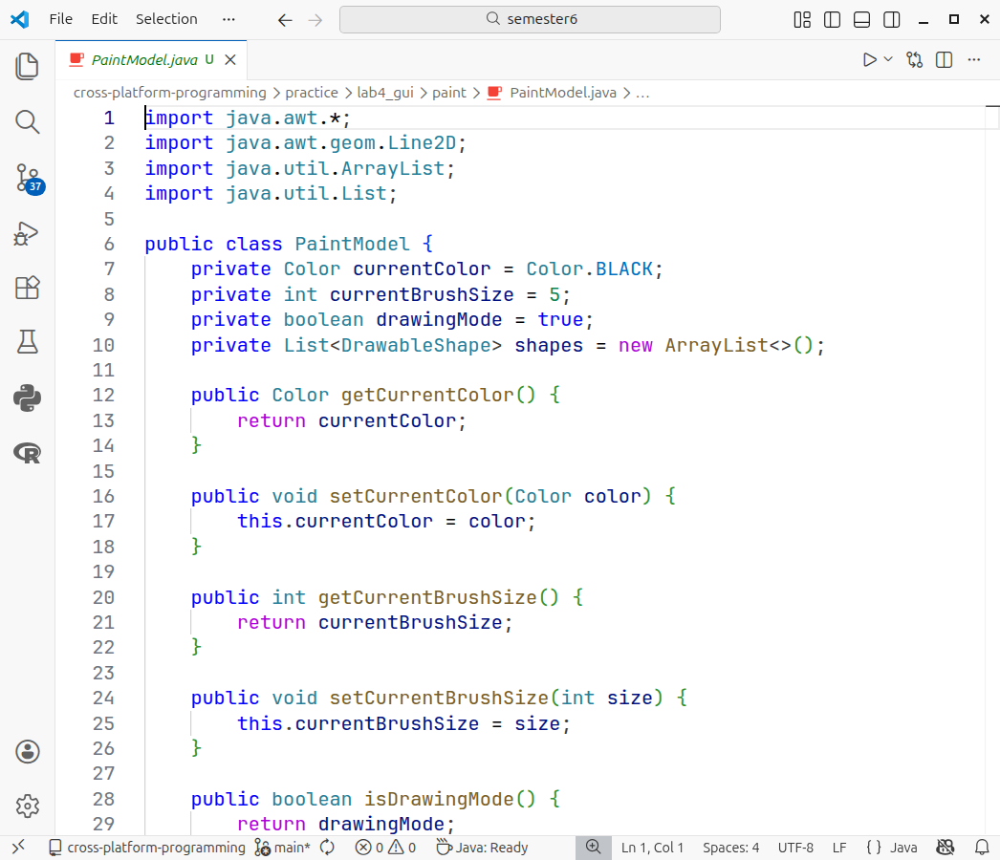 File Edit Selection ··· semester6
PaintModel.java U
cross-platform-programming > practice > lab4_gui > paint > PaintModel.java > ...
1 import java.awt.*;
2 import java.awt.geom.Line2D;
3 import java.util.ArrayList;
4 import java.util.List;
5
6 public class PaintModel {
7 private Color currentColor = Color.BLACK;
8 private int currentBrushSize = 5;
9 private boolean drawingMode = true;
10 private List<DrawableShape> shapes = new ArrayList<>();
11
12 public Color getCurrentColor() {
13 return currentColor;
14 }
15
16 public void setCurrentColor(Color color) {
17 this.currentColor = color;
18 }
19
20 public int getCurrentBrushSize() {
21 return currentBrushSize;
22 }
23
24 public void setCurrentBrushSize(int size) {
25 this.currentBrushSize = size;
26 }
27
28 public boolean isDrawingMode() {
29 return drawingMode;
37
R
cross-platform-programming main* 0 0 Java: Ready Ln 1, Col 1 Spaces: 4 UTF-8 LF { } Java